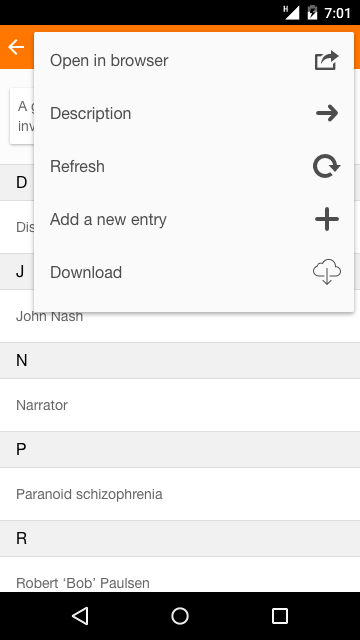 H
7:01
Open in browser
A g
Description
inv
Refresh
D
Add a new entry
Dis
J
Download
John Nash
N
Narrator
P
Paranoid schizophrenia
R
Robert ‘Bob’ Paulsen